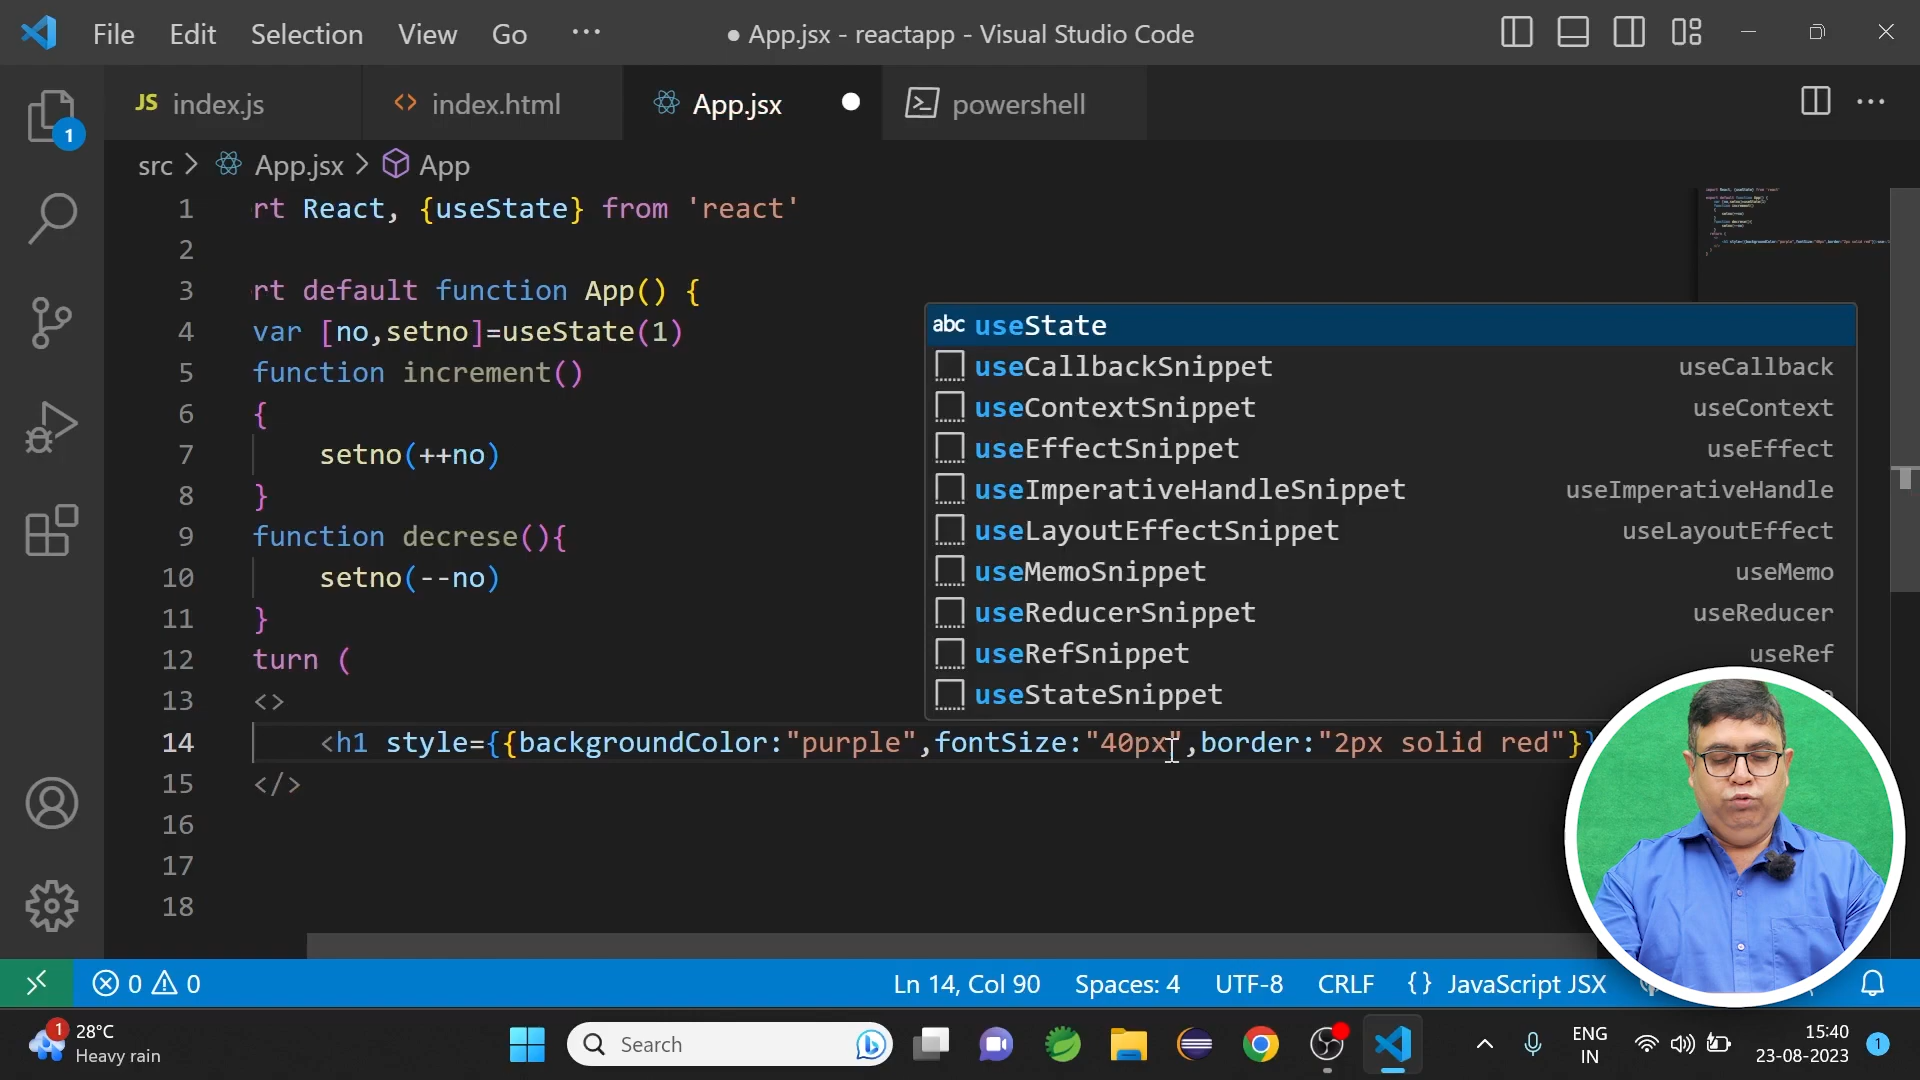 File Edit Selection View Go ··· ● App.jsx - reactapp - Visual Studio Code
JS index.js <> index.html App.jsx powershell ···
1
src > App.jsx > App
1 rt React, {useState} from 'react'
2
3 rt default function App() {
4 var [no,setno]=useState(1)
5 function increment()
6 {
7 setno(++no)
8 }
9 function decrese(){
10 setno(--no)
11 }
12 turn (
13 <>
14 <h1 style={{backgroundColor:"purple",fontSize:"40px",border:"2px solid red"}}
15 </>
16
17
18
abc useState
useCallbackSnippet useCallback
useContextSnippet useContext
useEffectSnippet useEffect
useImperativeHandleSnippet useImperativeHandle
useLayoutEffectSnippet useLayoutEffect
useMemoSnippet useMemo
useReducerSnippet useReducer
useRefSnippet useRef
useStateSnippet
0 0 Ln 14, Col 90 Spaces: 4 UTF-8 CRLF {} JavaScript JSX
1 28°C
Heavy rain
Search
ENG
IN
15:40
23-08-2023
1